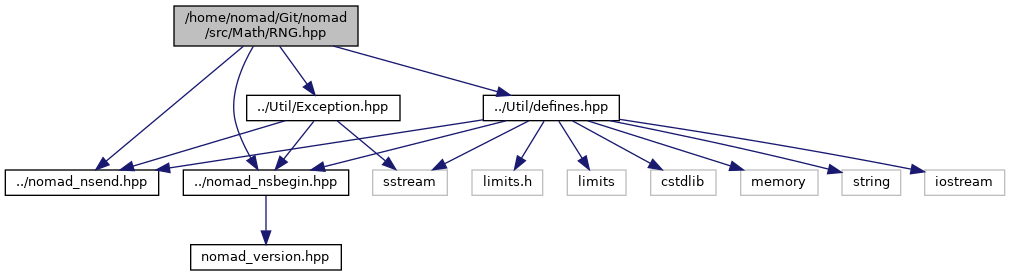 /home/nomad/Git/nomad
/src/Math/RNG.hpp
../Util/Exception.hpp
../Util/defines.hpp
../nomad_nsend.hpp
../nomad_nsbegin.hpp
sstream
limits.h
limits
cstdlib
memory
string
iostream
nomad_version.hpp